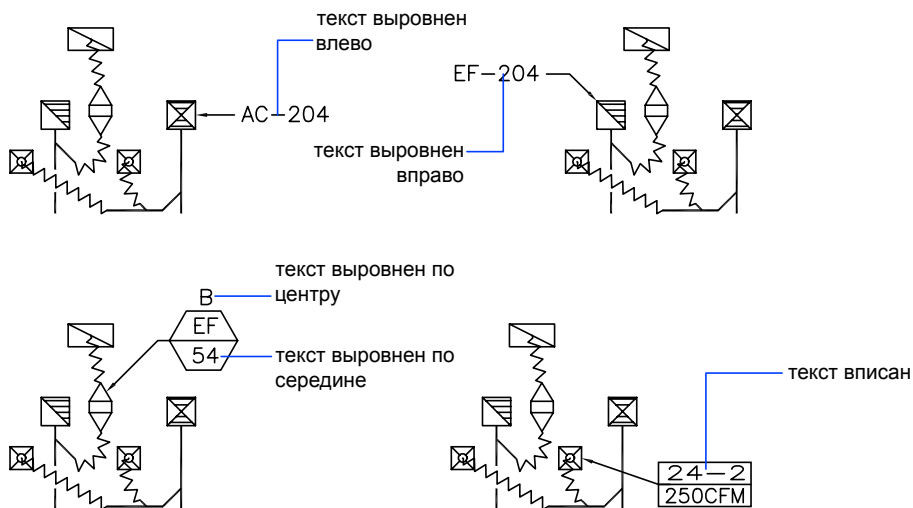 текст выровнен
влево
AC-204
EF-204
текст выровнен
вправо
текст выровнен по
центру
B
EF
54
текст выровнен по
середине
текст вписан
24-2
250CFM